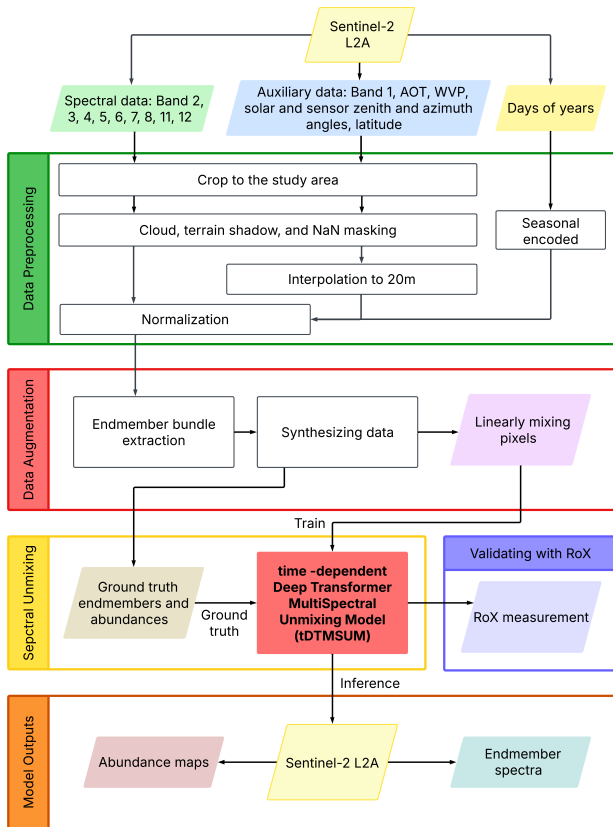 Sentinel-2
L2A
Spectral data: Band 2,
3, 4, 5, 6, 7, 8, 11, 12
Auxiliary data: Band 1, AOT, WVP,
solar and sensor zenith and azimuth
angles, latitude
Days of years
Data Preprocessing
Crop to the study area
Cloud, terrain shadow, and NaN masking
Seasonal
encoded
Interpolation to 20m
Normalization
Data Augmentation
Endmember bundle
extraction
Synthesizing data
Linearly mixing
pixels
Train
Sepctral Unmixing
Ground truth
endmembers and
abundances
Ground
truth
time -dependent
Deep Transformer
MultiSpectral
Unmixing Model
(tDTMSUM)
Validating with RoX
RoX measurement
Inference
Model Outputs
Abundance maps
Sentinel-2 L2A
Endmember
spectra